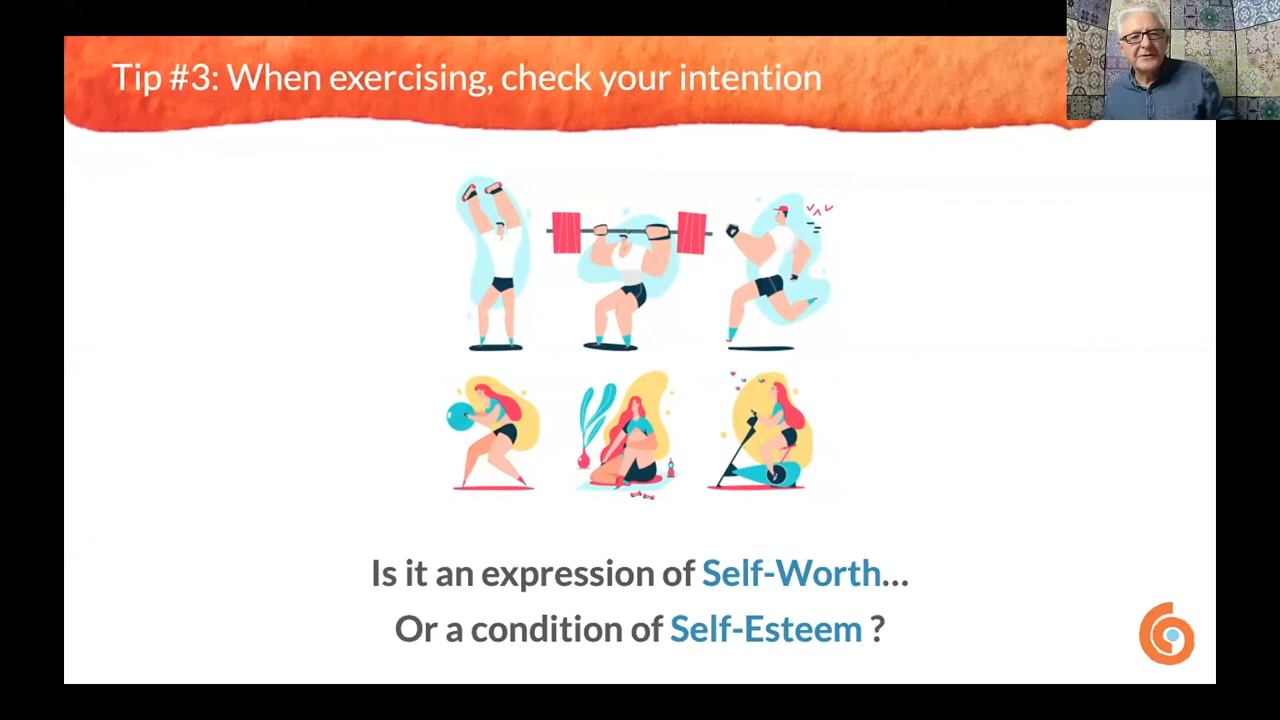 Tip #3: When exercising, check your intention
Is it an expression of Self-Worth...
Or a condition of Self-Esteem ?